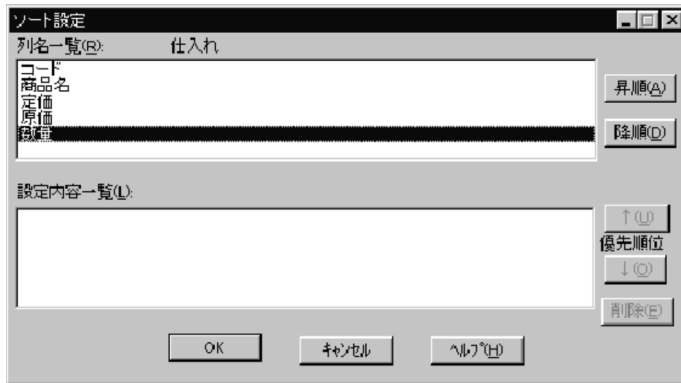 ソート設定
列名一覧(R): 仕入れ
コード
商品名
定価
原価
数量
昇順(A)
降順(D)
設定内容一覧(L):
↑(U)
優先順位
↓(O)
削除(E)
OK キャンセル ヘルプ(H)